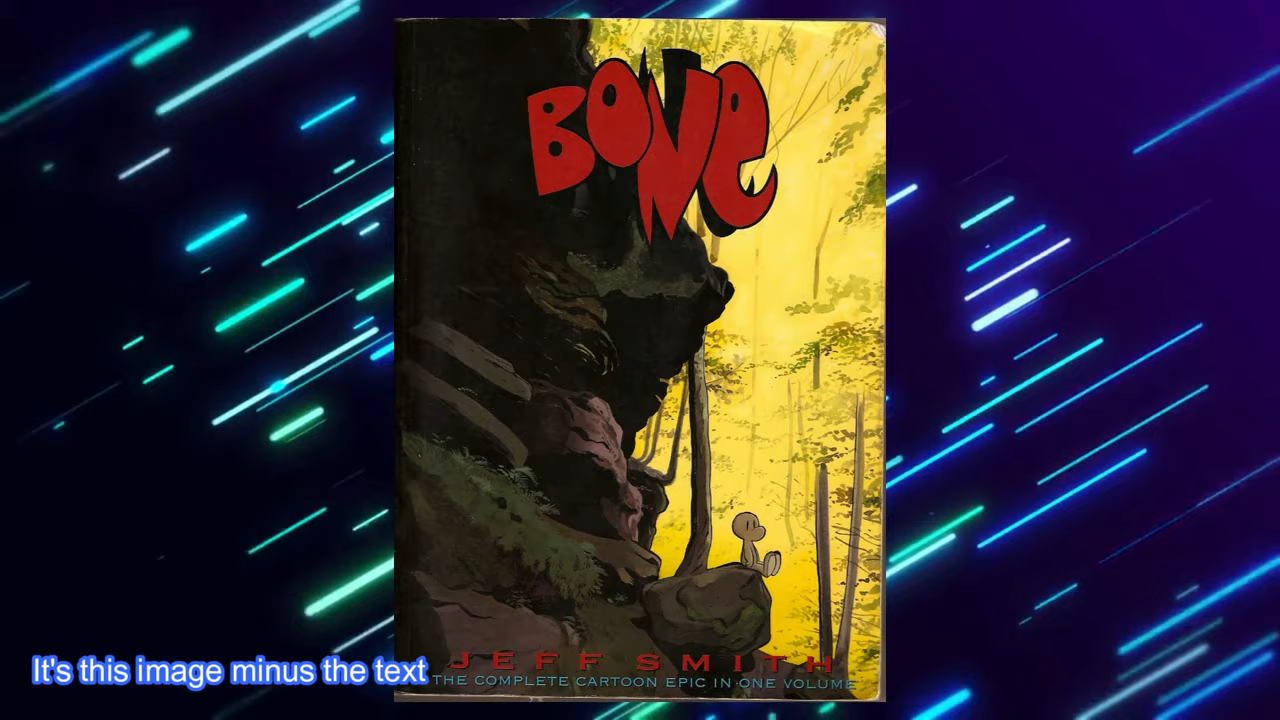 BONE
JEFF SMITH
THE COMPLETE CARTOON EPIC IN ONE VOLUME
It's this image minus the text